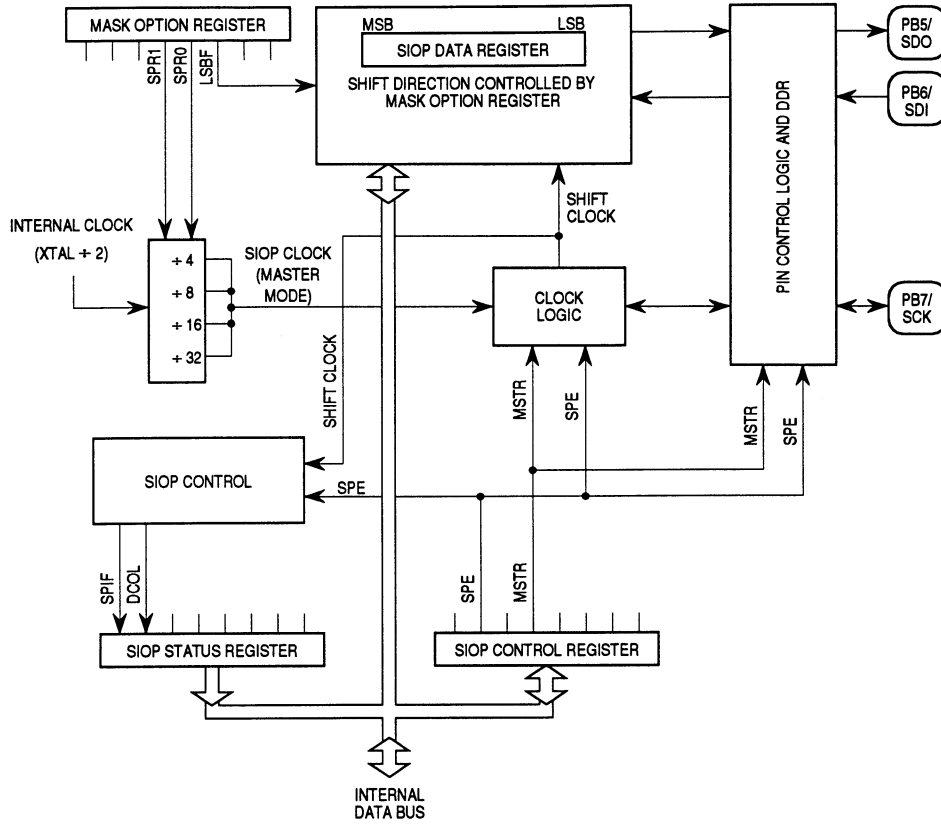 MASK OPTION REGISTER
SPR1
SPR0
LSBF
MSB
LSB
SIOP DATA REGISTER
SHIFT DIRECTION CONTROLLED BY
MASK OPTION REGISTER
PIN CONTROL LOGIC AND DDR
PB5/
SDO
PB6/
SDI
SHIFT
CLOCK
INTERNAL CLOCK
(XTAL ÷ 2)
÷ 4
÷ 8
÷ 16
÷ 32
SIOP CLOCK
(MASTER
MODE)
CLOCK
LOGIC
PB7/
SCK
SHIFT CLOCK
MSTR
SPE
MSTR
SPE
SIOP CONTROL
SPE
SPIF
DCOL
SPE
MSTR
SIOP STATUS REGISTER
SIOP CONTROL REGISTER
INTERNAL
DATA BUS